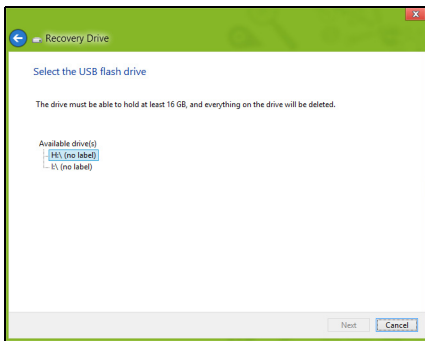 Recovery Drive
Select the USB flash drive
The drive must be able to hold at least 16 GB, and everything on the drive will be deleted.
Available drive(s)
H:\ (no label)
I:\ (no label)
Next
Cancel